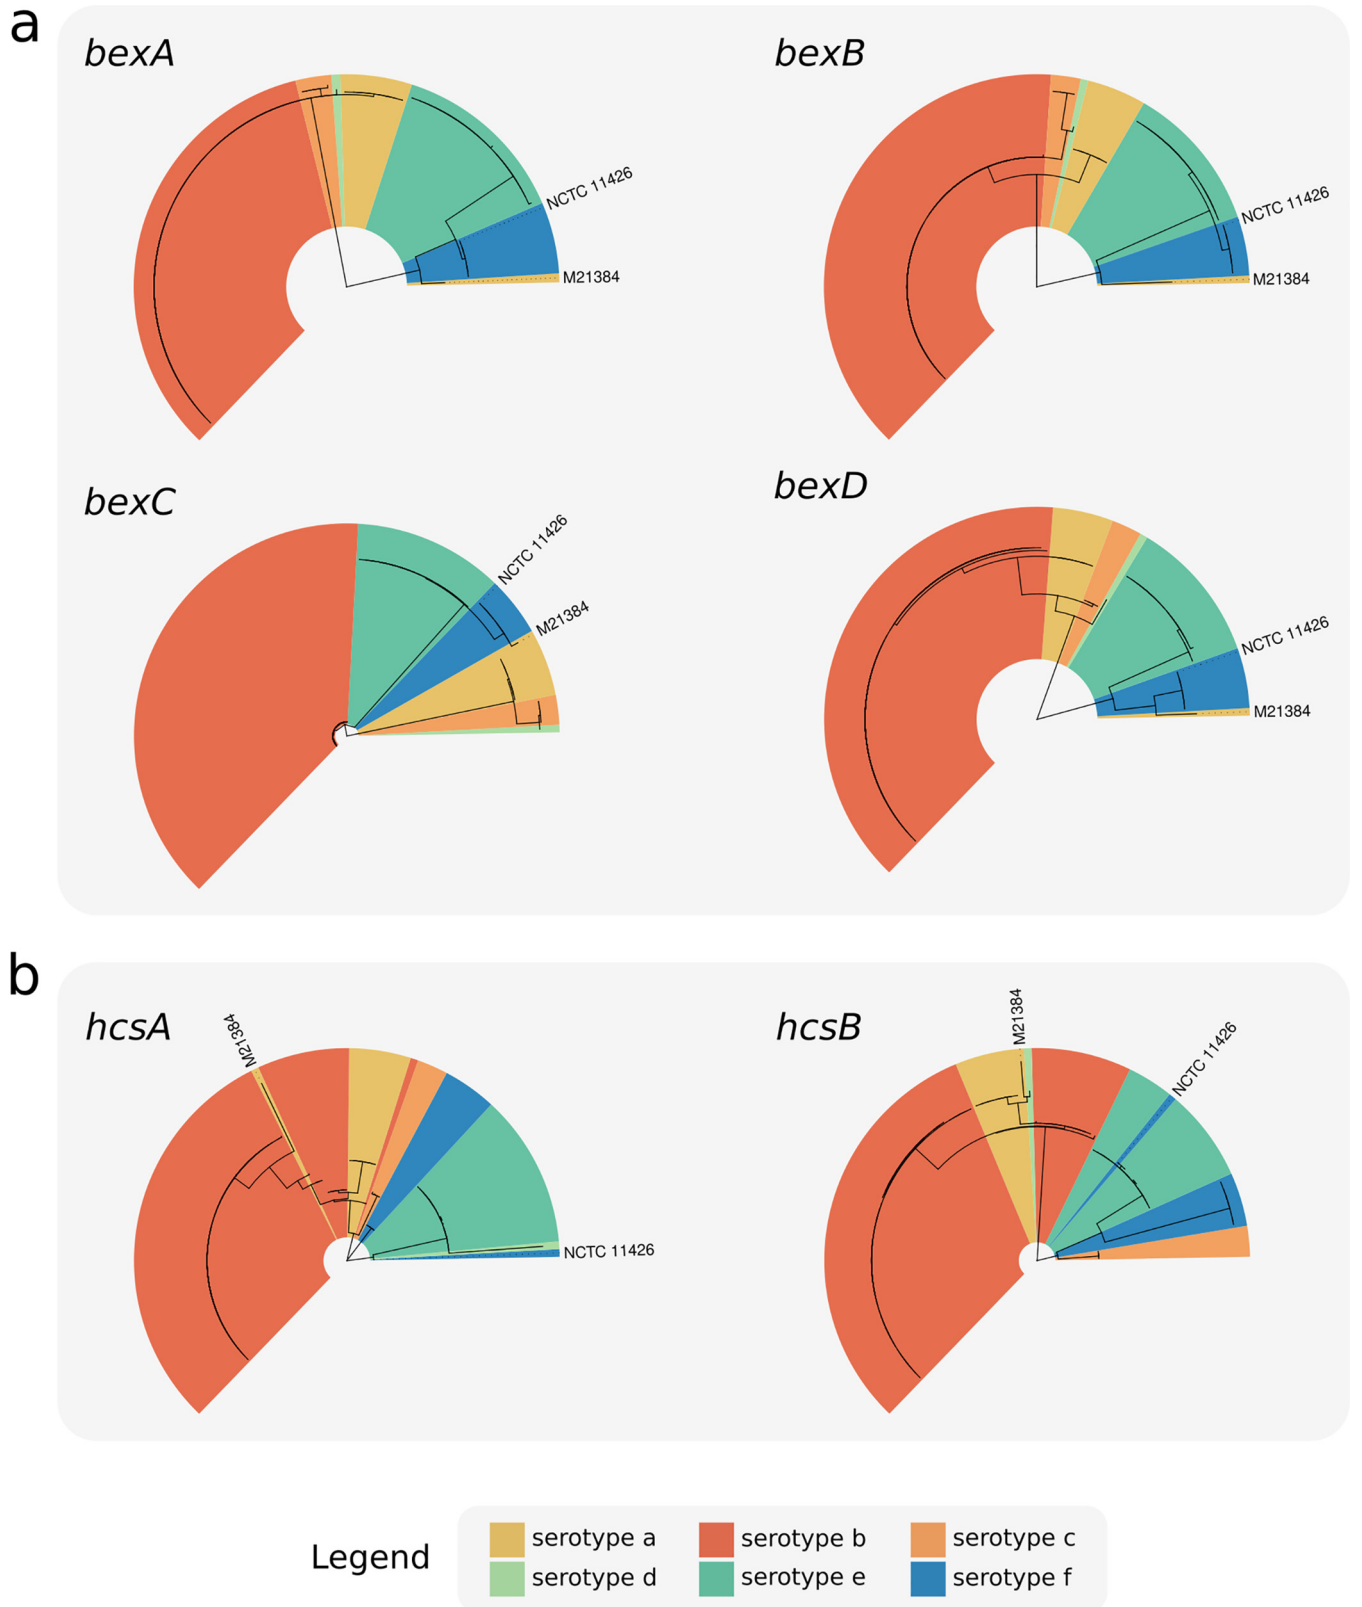 a
bexA
bexB
NCTC 11426
M21384
NCTC 11426
M21384
bexC
bexD
NCTC 11426
M21384
NCTC 11426
M21384
b
hcsA
hcsB
M21384
NCTC 11426
M21384
NCTC 11426
Legend
serotype a
serotype b
serotype c
serotype d
serotype e
serotype f